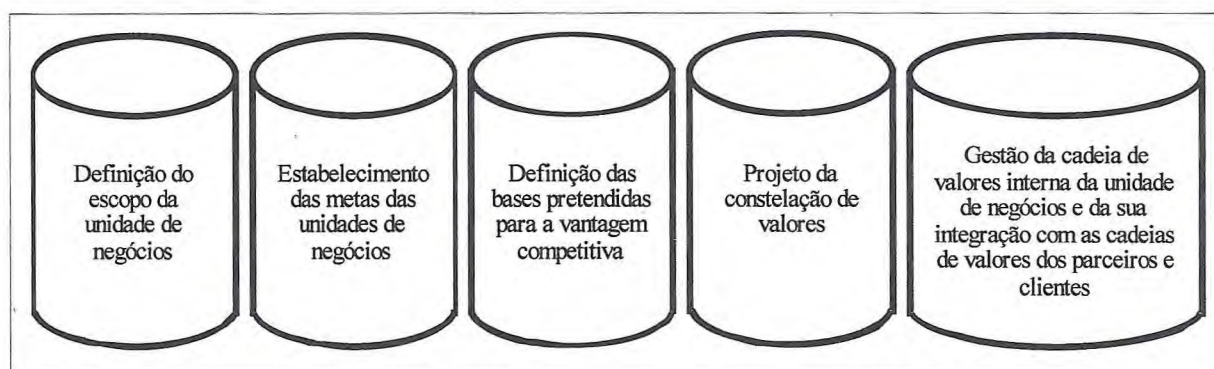 Definição do
escopo da
unidade de
negócios
Estabelecimento
das metas das
unidades de
negócios
Definição das
bases pretendidas
para a vantagem
competitiva
Projeto da
constelação de
valores
Gestão da cadeia de
valores interna da unidade
de negócios e da sua
integração com as cadeias
de valores dos parceiros e
clientes